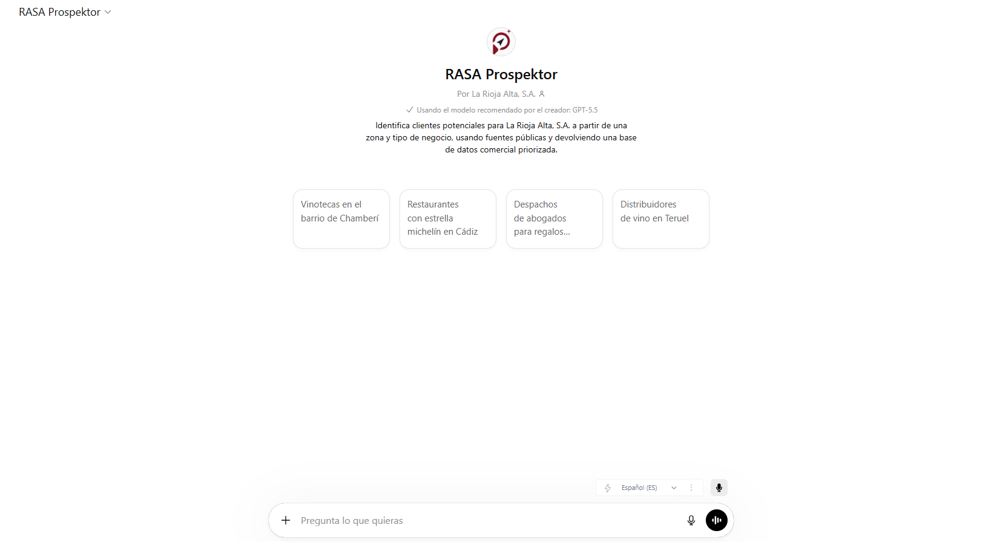 RASA Prospektor
RASA Prospektor
Por La Rioja Alta, S.A.
Usando el modelo recomendado por el creador: GPT-5.5
Identifica clientes potenciales para La Rioja Alta, S.A. a partir de una
zona y tipo de negocio, usando fuentes públicas y devolviendo una base
de datos comercial priorizada.
Vinotecas en el
barrio de Chamberí
Restaurantes
con estrella
michelín en Cádiz
Despachos
de abogados
para regalos...
Distribuidores
de vino en Teruel
Español (ES)
Pregunta lo que quieras